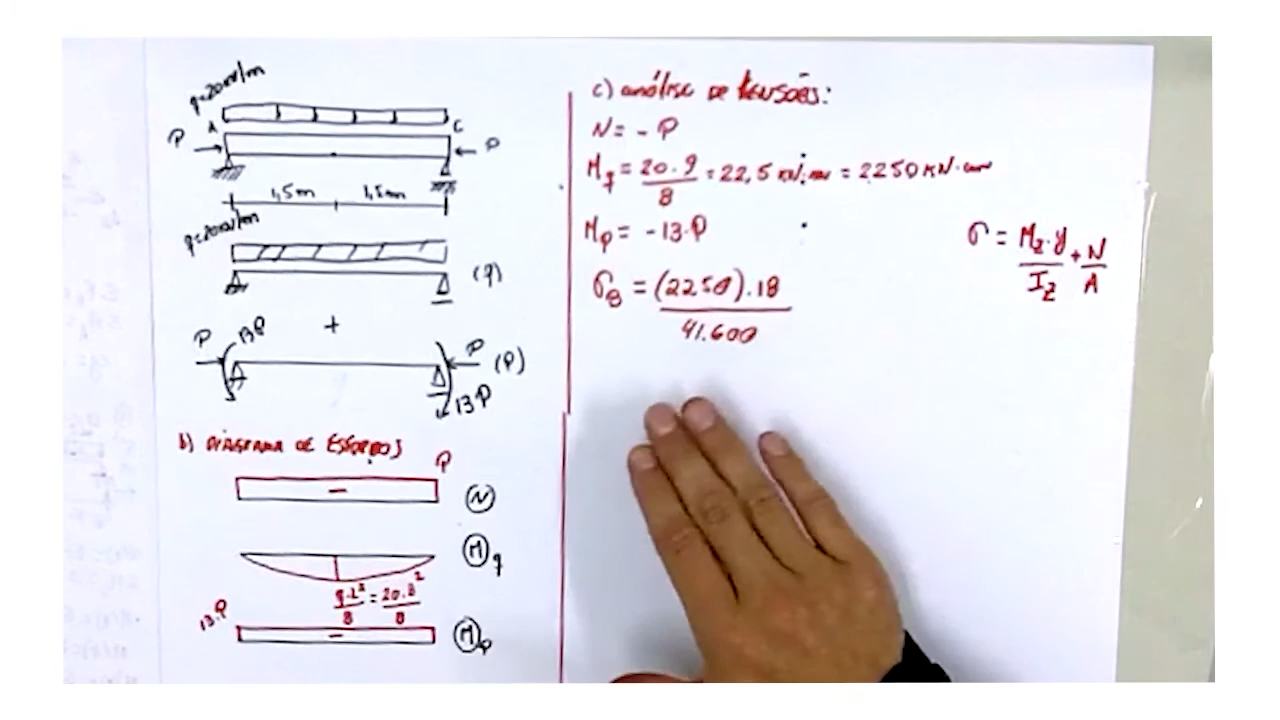 q=20kN/m
A
C
P
P
1,5m
1,5m
q=20kN/m
(q)
+
P
13P
P
(P)
13P
b) DIAGRAMA DE ESFORÇOS
P
-
N
M q
q.L²/8 = 20.3²/8
13.P
-
M P
c) análise DE TENSÕES:
N = - P
Mq = 20.9/8 = 22,5 kN.m = 2250 KN.cm
Mp = -13.P
σB = (2250).18/41.600
σ = Mz.y/Iz + N/A